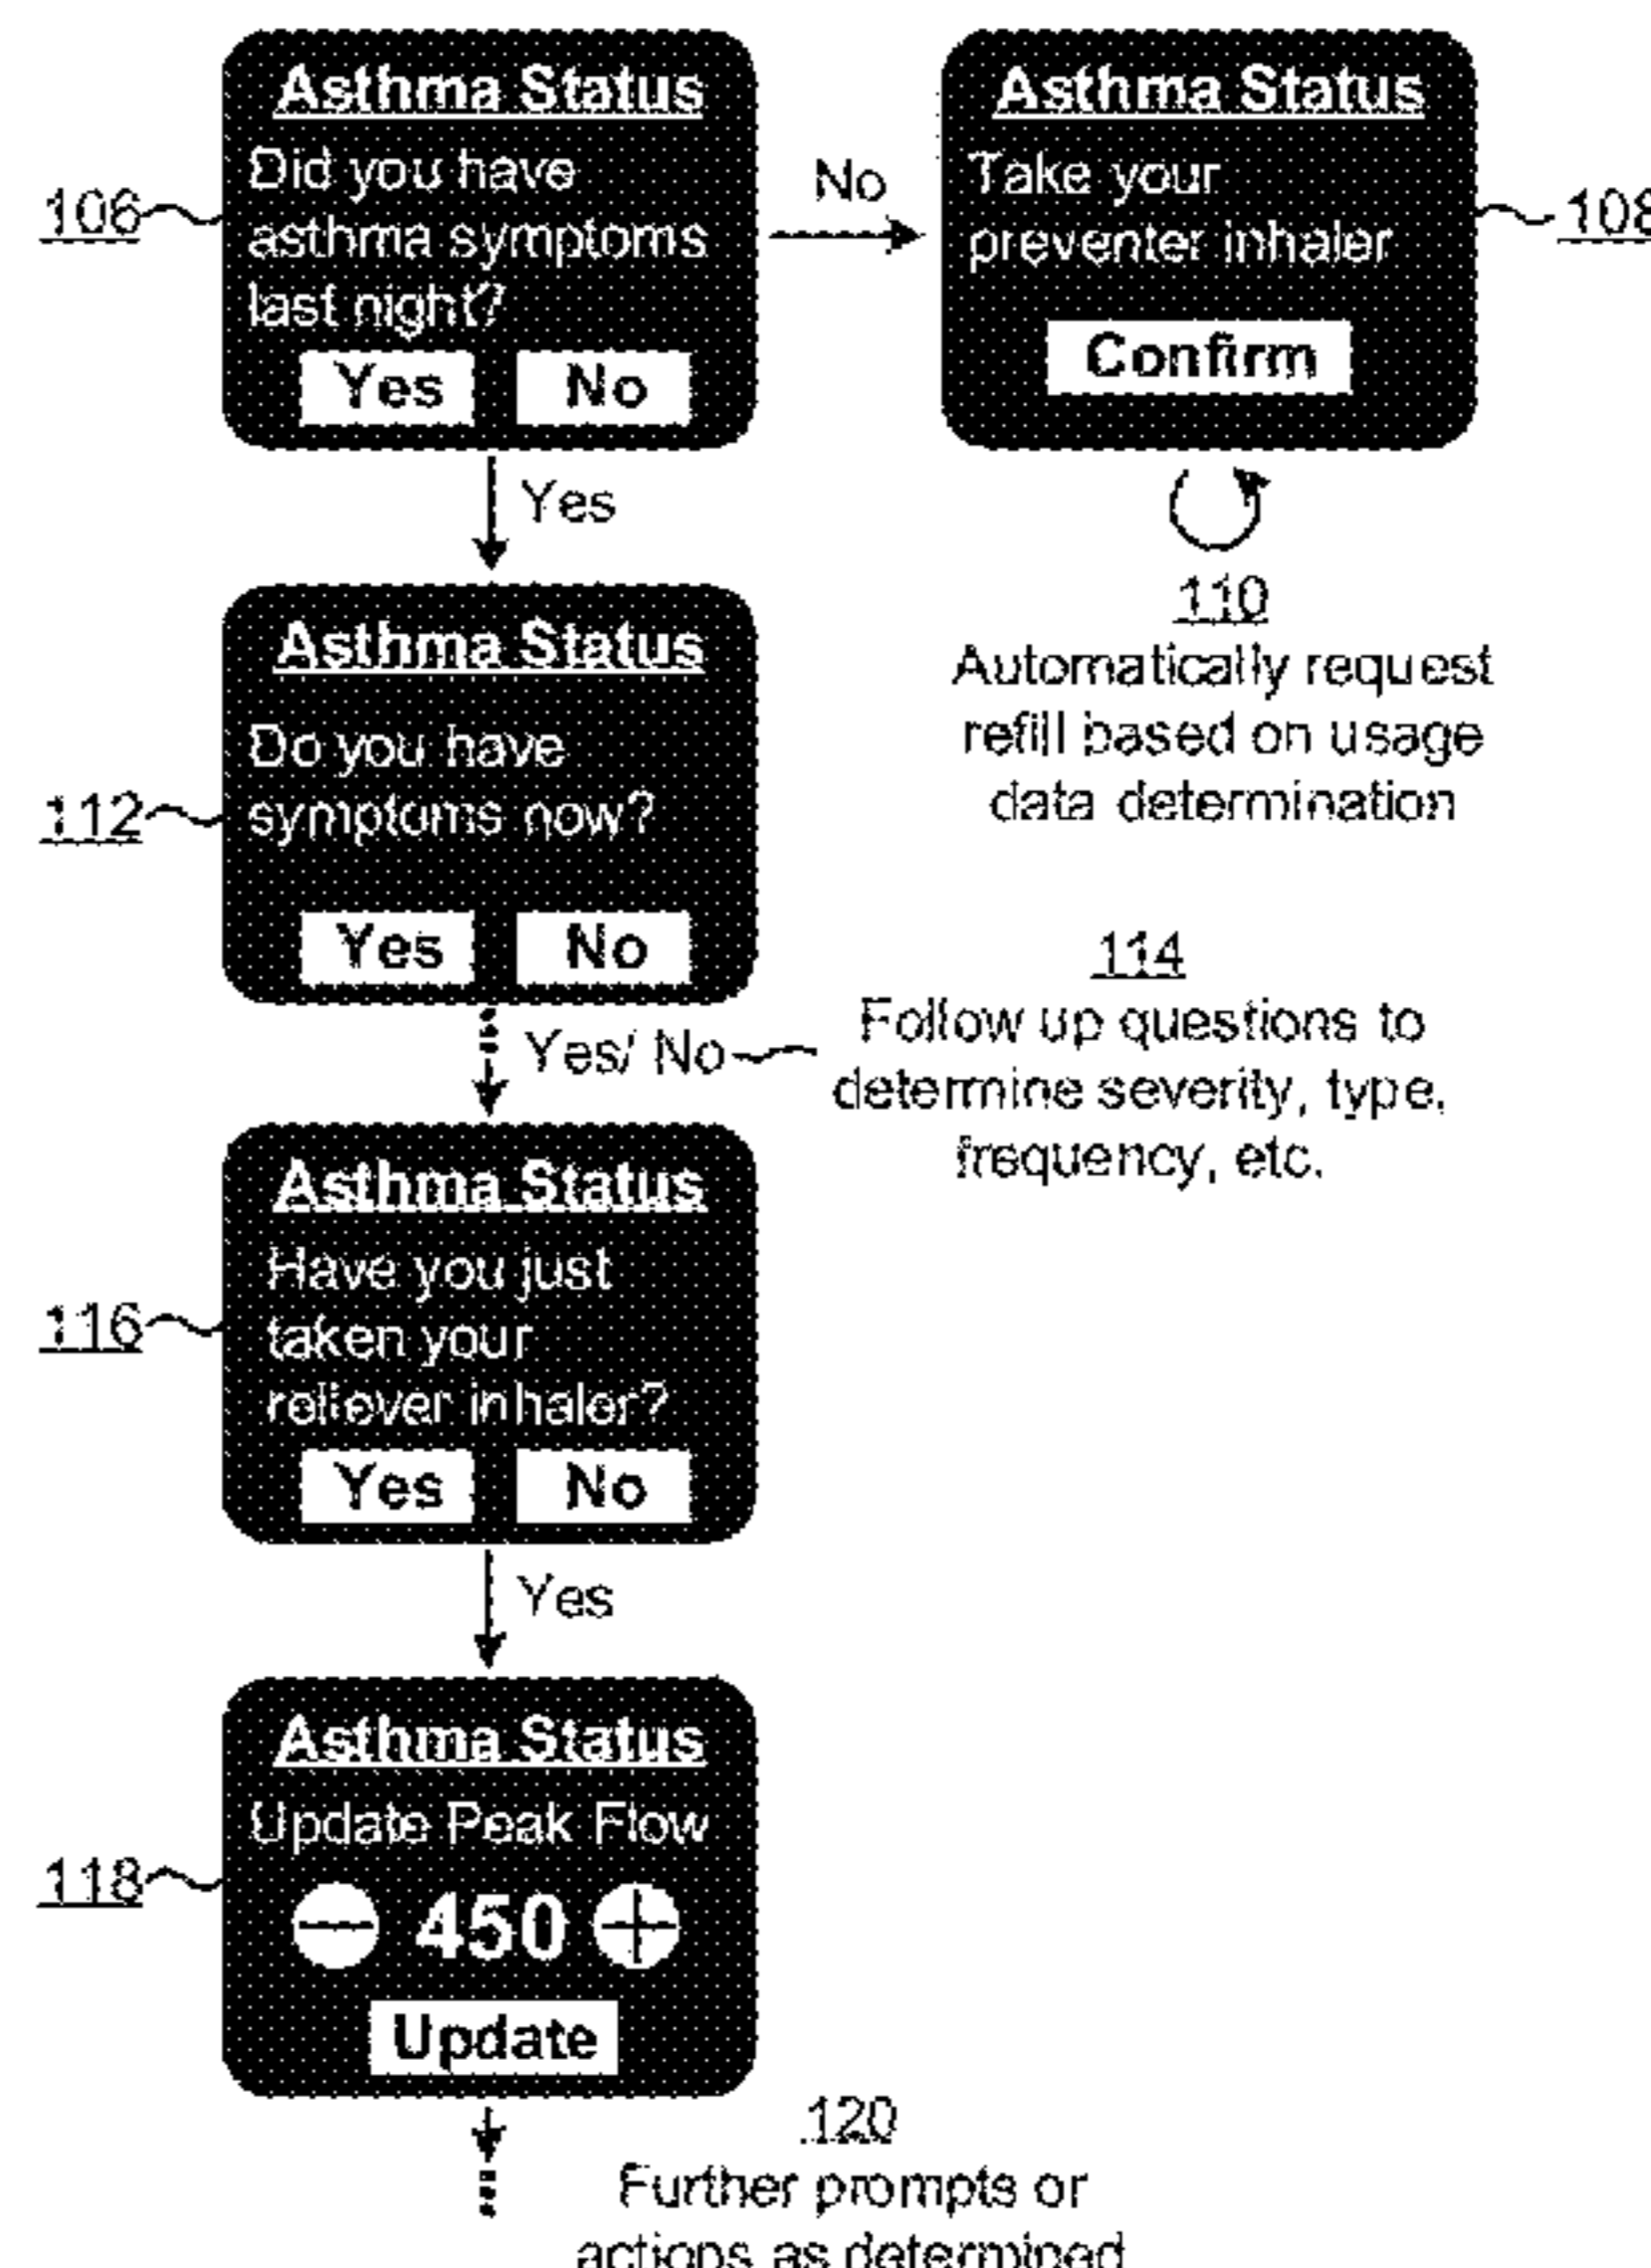 Asthma Status
Did you have
asthma symptoms
last night?
Yes No
106
No
Asthma Status
Take your
preventer inhaler
Confirm
108
Yes
110
Automatically request
refill based on usage
data determination
Asthma Status
Do you have
symptoms now?
Yes No
112
Yes/ No
114
Follow up questions to
determine severity, type,
frequency, etc.
Asthma Status
Have you just
taken your
reliever inhaler?
Yes No
116
Yes
Asthma Status
Update Peak Flow
− 450 +
Update
118
120
Further prompts or
actions as determined